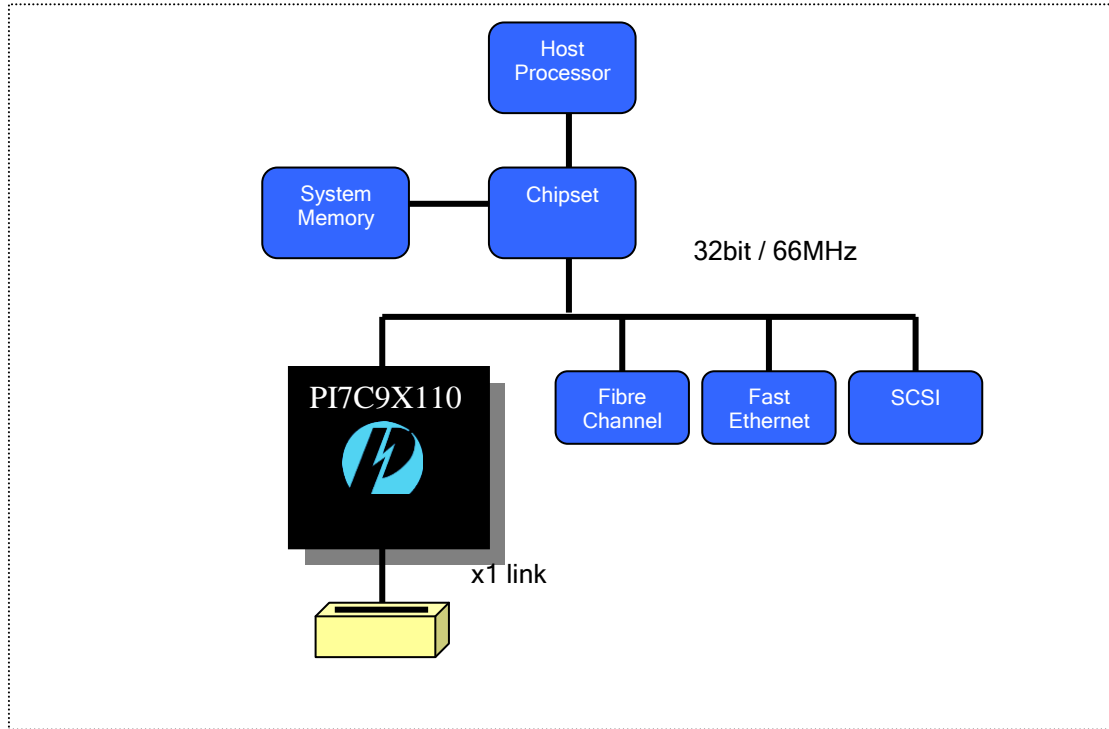 Host
Processor
System
Memory
Chipset
32bit / 66MHz
PI7C9X110
Fibre
Channel
Fast
Ethernet
SCSI
x1 link